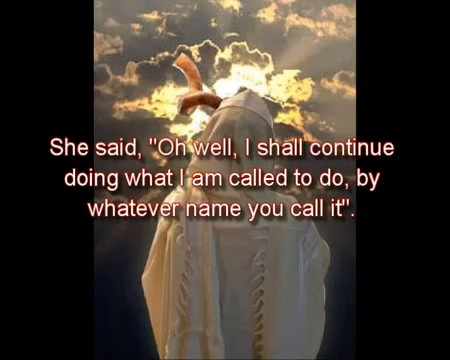 She said, "Oh well, I shall continue
doing what I am called to do, by
whatever name you call it".